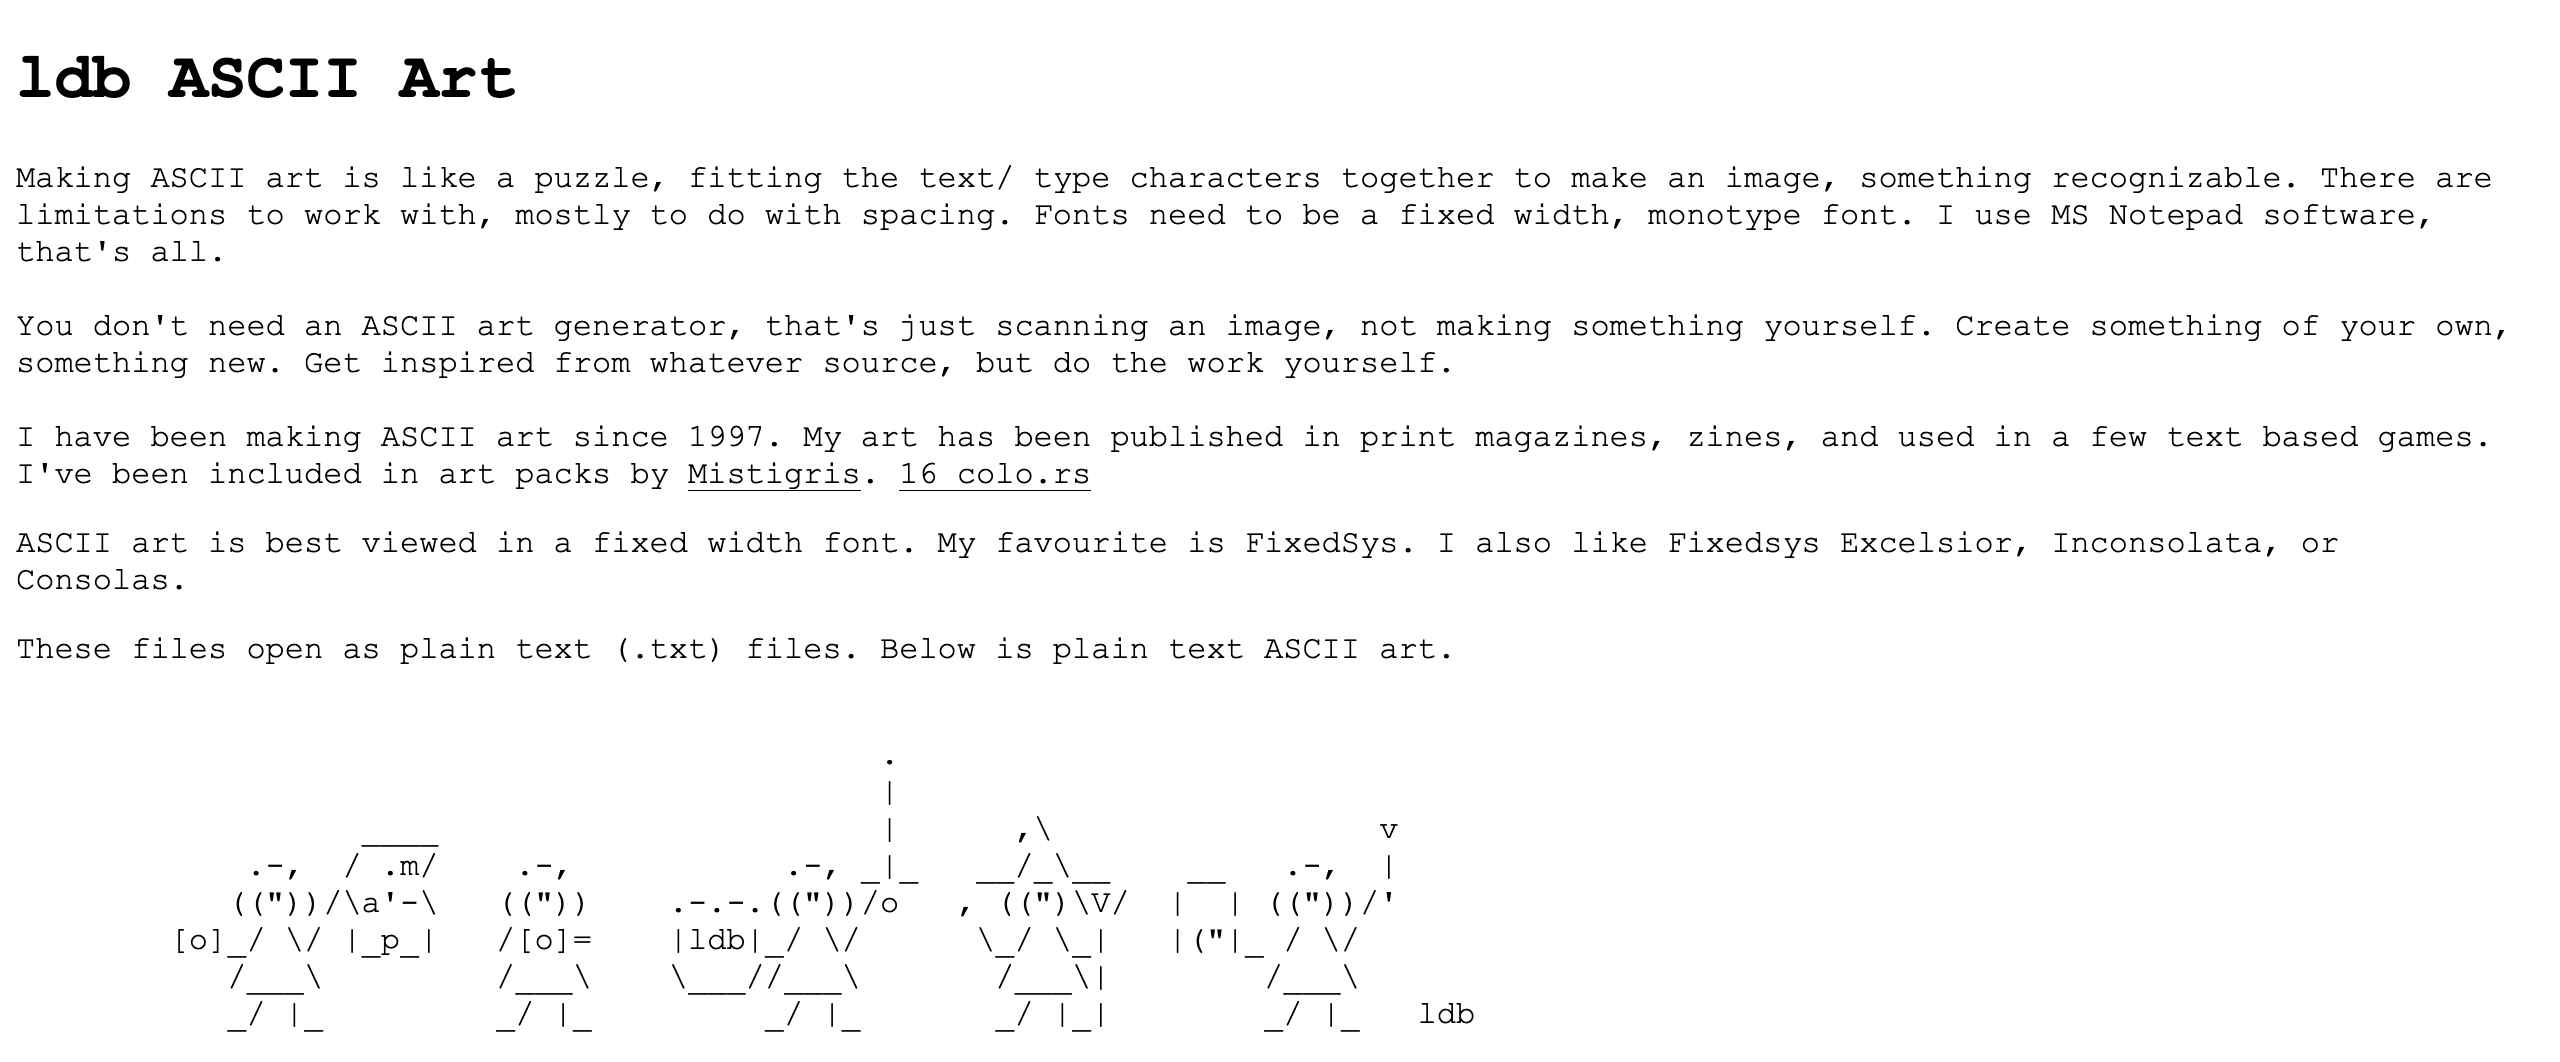 ldb ASCII Art
Making ASCII art is like a puzzle, fitting the text/ type characters together to make an image, something recognizable. There are
limitations to work with, mostly to do with spacing. Fonts need to be a fixed width, monotype font. I use MS Notepad software,
that's all.
You don't need an ASCII art generator, that's just scanning an image, not making something yourself. Create something of your own,
something new. Get inspired from whatever source, but do the work yourself.
I have been making ASCII art since 1997. My art has been published in print magazines, zines, and used in a few text based games.
I've been included in art packs by Mistigris. 16 colo.rs
ASCII art is best viewed in a fixed width font. My favourite is FixedSys. I also like Fixedsys Excelsior, Inconsolata, or
Consolas.
These files open as plain text (.txt) files. Below is plain text ASCII art.
                                             .
                                             |
                  ____                       |      ,\                 v
            .-,  / .m/    .-,           .-, _|_   __/_\__    __   .-,  |
           (("))/\a'-\   (("))    .-.-.(("))/o   , ((")\V/  |  | (("))/'
        [o]_/ \/ |_p_|   /[o]=    |ldb|_/ \/      \_/ \_|   |("|_ / \/
           /___\         /___\    \___//___\       /___\|        /___\
           _/ |_         _/ |_         _/ |_       _/ |_|        _/ |_   ldb